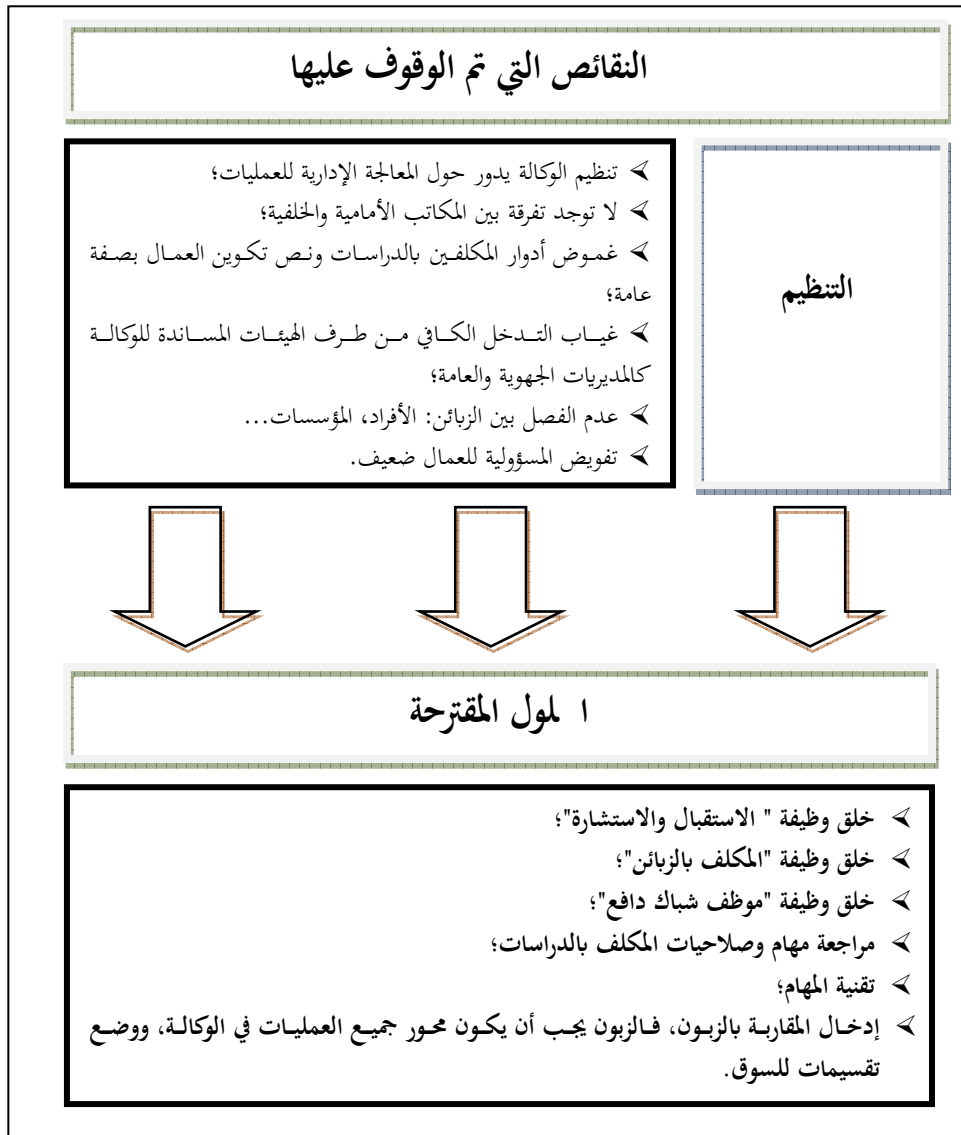 النقائص التي تم الوقوف عليها
التنظيم
➢ تنظيم الوكالة يدور حول المعالجة الإدارية للعمليات؛
➢ لا توجد تفرقة بين المكاتب الأمامية والخلفية؛
➢ غموض أدوار المكلفين بالدراسات ونص تكوين العمال بصفة
عامة؛
➢ غياب التدخل الكافي من طرف الهيئات المساندة للوكالة
كالمديريات الجهوية والعامة؛
➢ عدم الفصل بين الزبائن: الأفراد، المؤسسات...
➢ تفويض المسؤولية للعمال ضعيف.
ا لمول المقترحة
➢ خلق وظيفة " الاستقبال والاستشارة"؛
➢ خلق وظيفة "المكلف بالزبائن"؛
➢ خلق وظيفة "موظف شباك دافع"؛
➢ مراجعة مهام وصلاحيات المكلف بالدراسات؛
➢ تقنية المهام؛
➢ إدخال المقاربة بالزبون، فالزبون يجب أن يكون محور جميع العمليات في الوكالة، ووضع
تقسيمات للسوق.